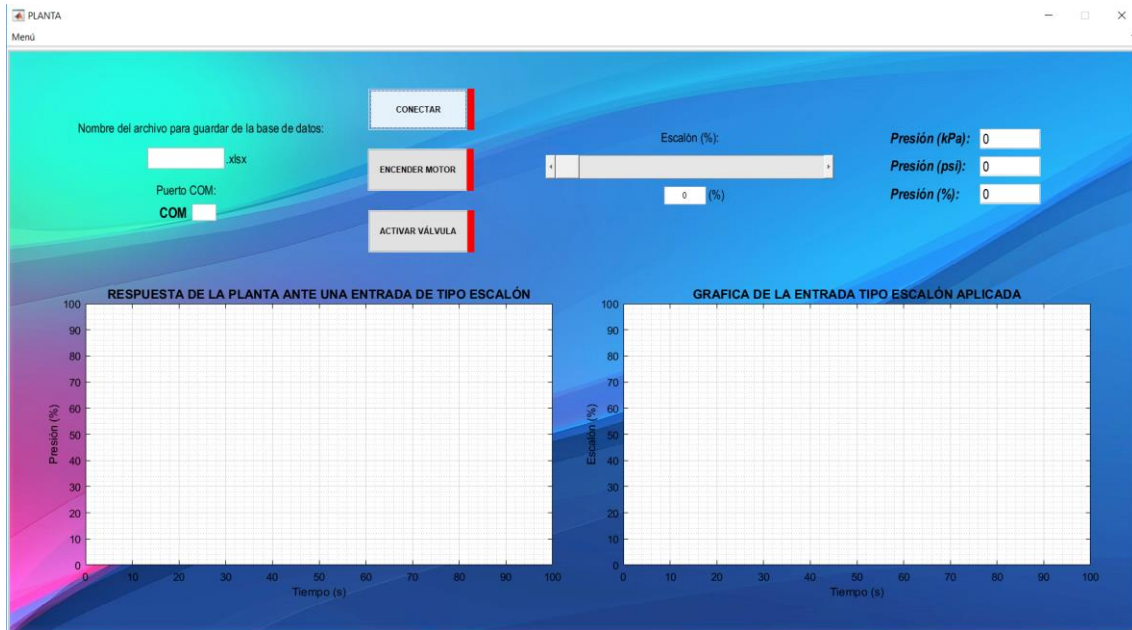 PLANTA
Menú
CONECTAR
Nombre del archivo para guardar de la base de datos:
.xlsx
Puerto COM:
COM
ENCENDER MOTOR
ACTIVAR VÁLVULA
Escalón (%):
0 (%)
Presión (kPa): 0
Presión (psi): 0
Presión (%): 0
RESPUESTA DE LA PLANTA ANTE UNA ENTRADA DE TIPO ESCALÓN
100
90
80
70
60
50
40
30
20
10
0
Presión (%)
0 10 20 30 40 50 60 70 80 90 100
Tiempo (s)
GRAFICA DE LA ENTRADA TIPO ESCALÓN APLICADA
100
90
80
70
60
50
40
30
20
10
0
Escalón (%)
0 10 20 30 40 50 60 70 80 90 100
Tiempo (s)